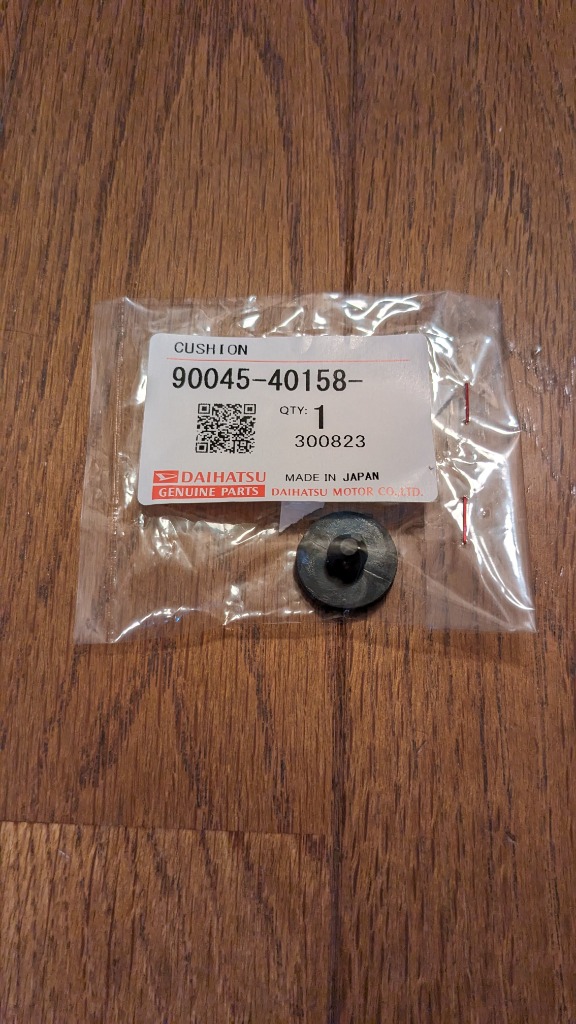 CUSHION
90045-40158-
QTY: 1
300823
DAIHATSU
GENUINE PARTS
MADE IN JAPAN
DAIHATSU MOTOR CO.,LTD.